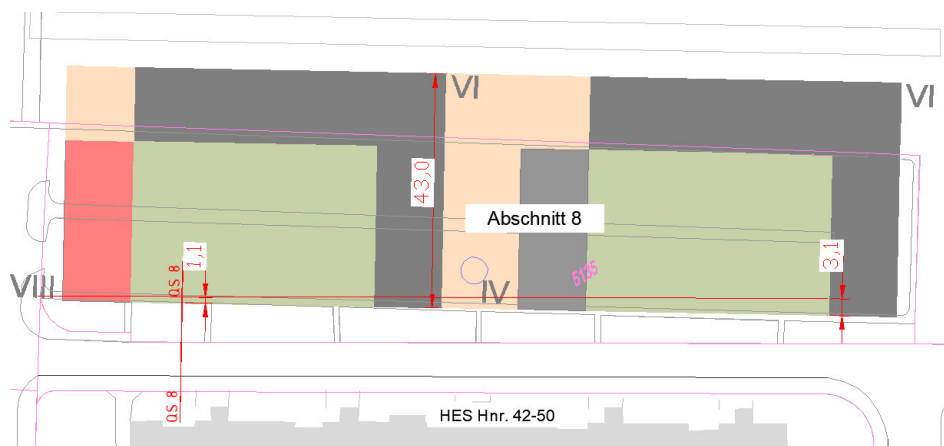 VI
VI
43,0
Abschnitt 8
5135
1,1
QS 8
3,1
VIII
IV
QS 8
HES Hnr. 42-50